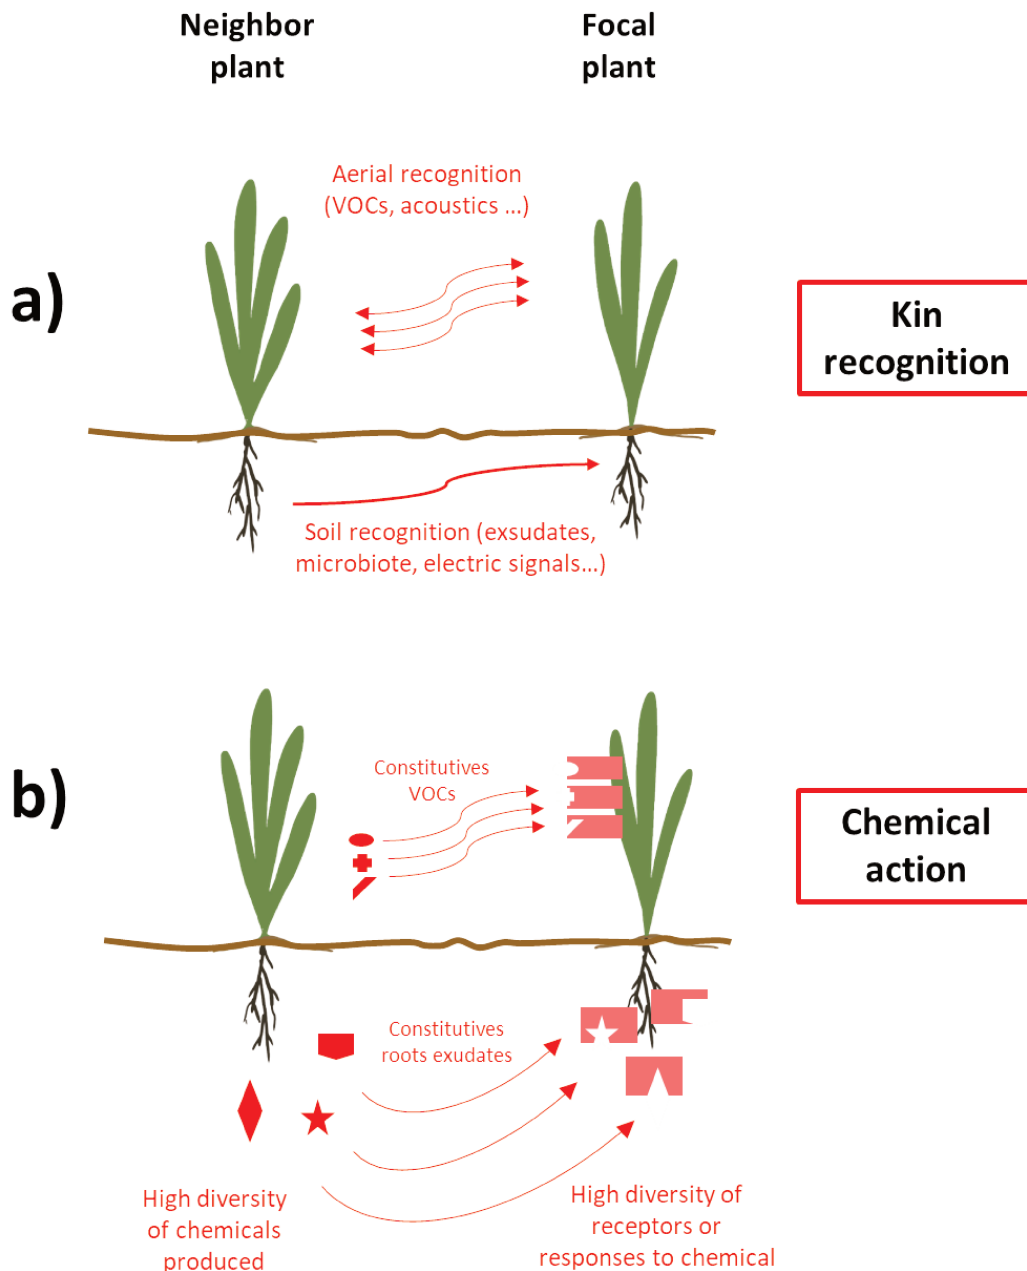 Neighbor
plant
Focal
plant
a)
Aerial recognition
(VOCs, acoustics ...)
Kin
recognition
Soil recognition (exsudates,
microbiote, electric signals...)
b)
Constitutives
VOCs
Chemical
action
Constitutives
roots exudates
High diversity
of chemicals
produced
High diversity of
receptors or
responses to chemical